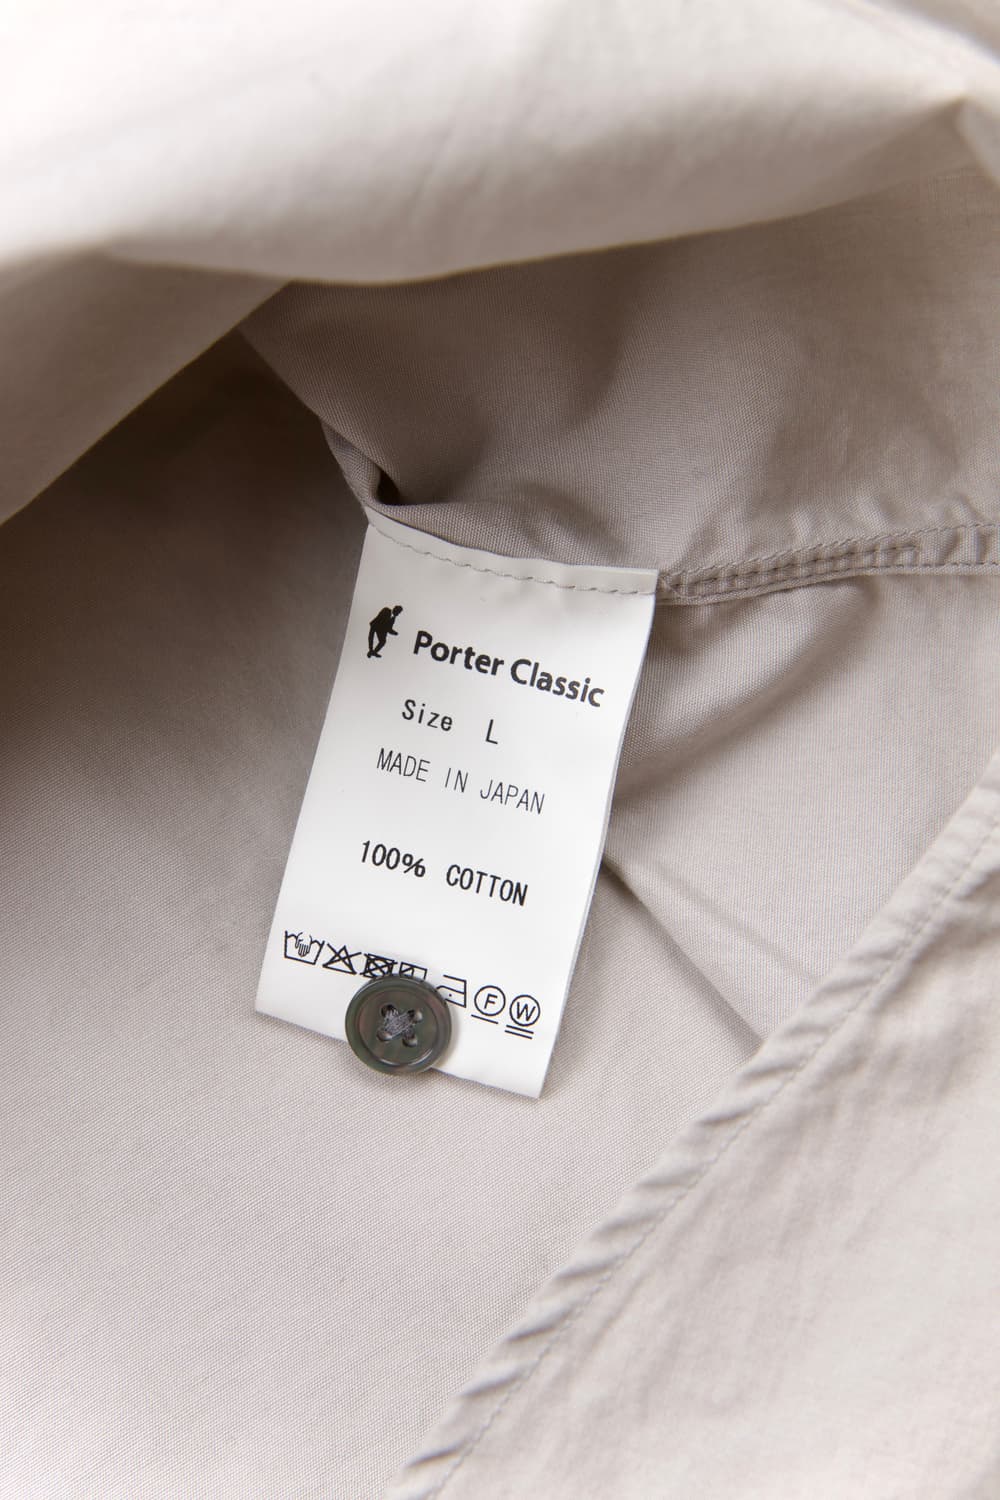 Porter Classic
Size L
MADE IN JAPAN
100% COTTON
F W